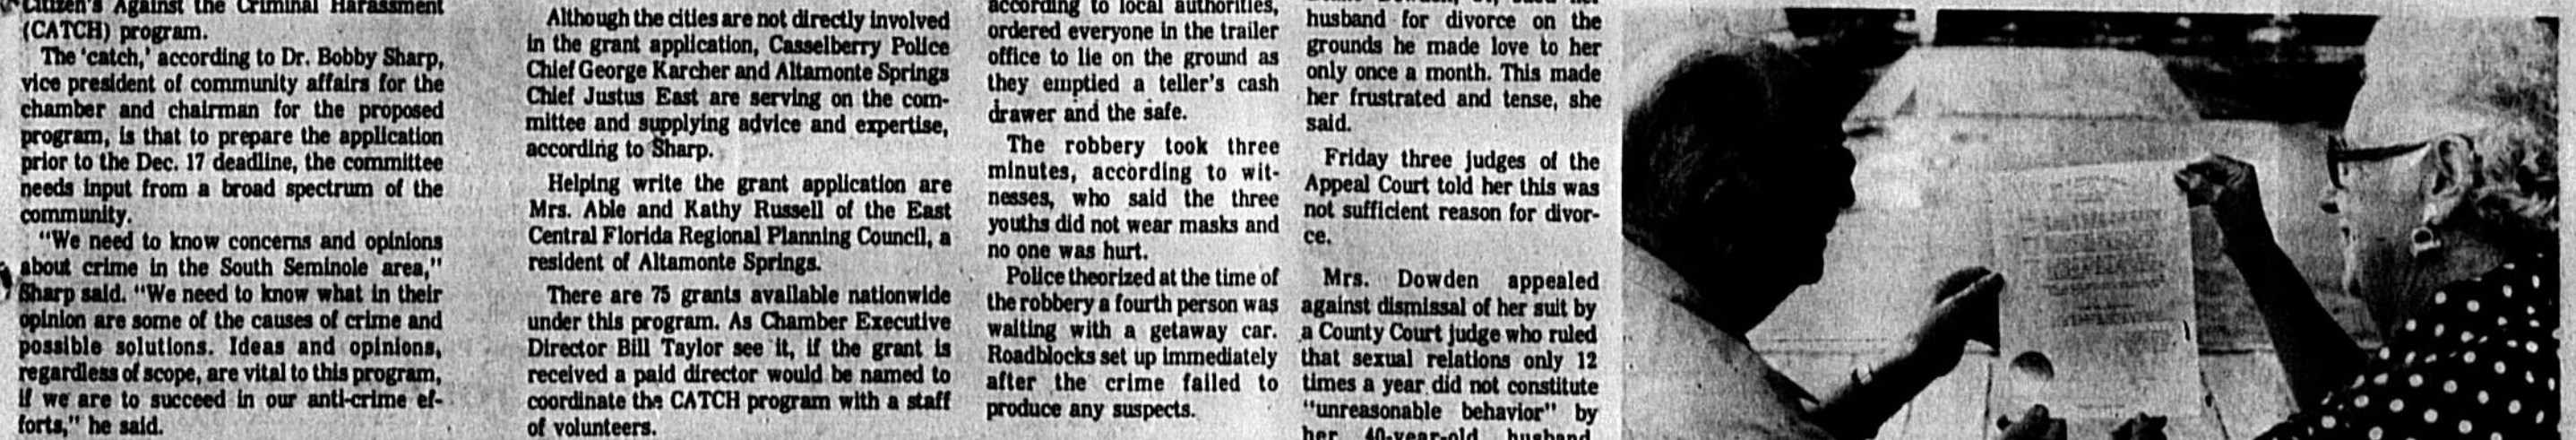 Citizen's Against the Criminal Harassment
(CATCH) program.
The 'catch,' according to Dr. Bobby Sharp,
vice president of community affairs for the
chamber and chairman for the proposed
program, is that to prepare the application
prior to the Dec. 17 deadline, the committee
needs input from a broad spectrum of the
community.
"We need to know concerns and opinions
about crime in the South Seminole area,"
Sharp said. "We need to know what in their
opinion are some of the causes of crime and
possible solutions. Ideas and opinions,
regardless of scope, are vital to this program,
if we are to succeed in our anti-crime ef-
forts," he said.
Although the cities are not directly involved
in the grant application, Casselberry Police
Chief George Karcher and Altamonte Springs
Chief Justus East are serving on the com-
mittee and supplying advice and expertise,
according to Sharp.
Helping write the grant application are
Mrs. Able and Kathy Russell of the East
Central Florida Regional Planning Council, a
resident of Altamonte Springs.
There are 75 grants available nationwide
under this program. As Chamber Executive
Director Bill Taylor see it, if the grant is
received a paid director would be named to
coordinate the CATCH program with a staff
of volunteers.
according to local authorities,
ordered everyone in the trailer
office to lie on the ground as
they emptied a teller's cash
drawer and the safe.
The robbery took three
minutes, according to wit-
nesses, who said the three
youths did not wear masks and
no one was hurt.
Police theorized at the time of
the robbery a fourth person was
waiting with a getaway car.
Roadblocks set up immediately
after the crime failed to
produce any suspects.
husband for divorce on the
grounds he made love to her
only once a month. This made
her frustrated and tense, she
said.
Friday three judges of the
Appeal Court told her this was
not sufficient reason for divor-
ce.
Mrs. Dowden appealed
against dismissal of her suit by
a County Court judge who ruled
that sexual relations only 12
times a year did not constitute
"unreasonable behavior" by
her 40-year-old husband